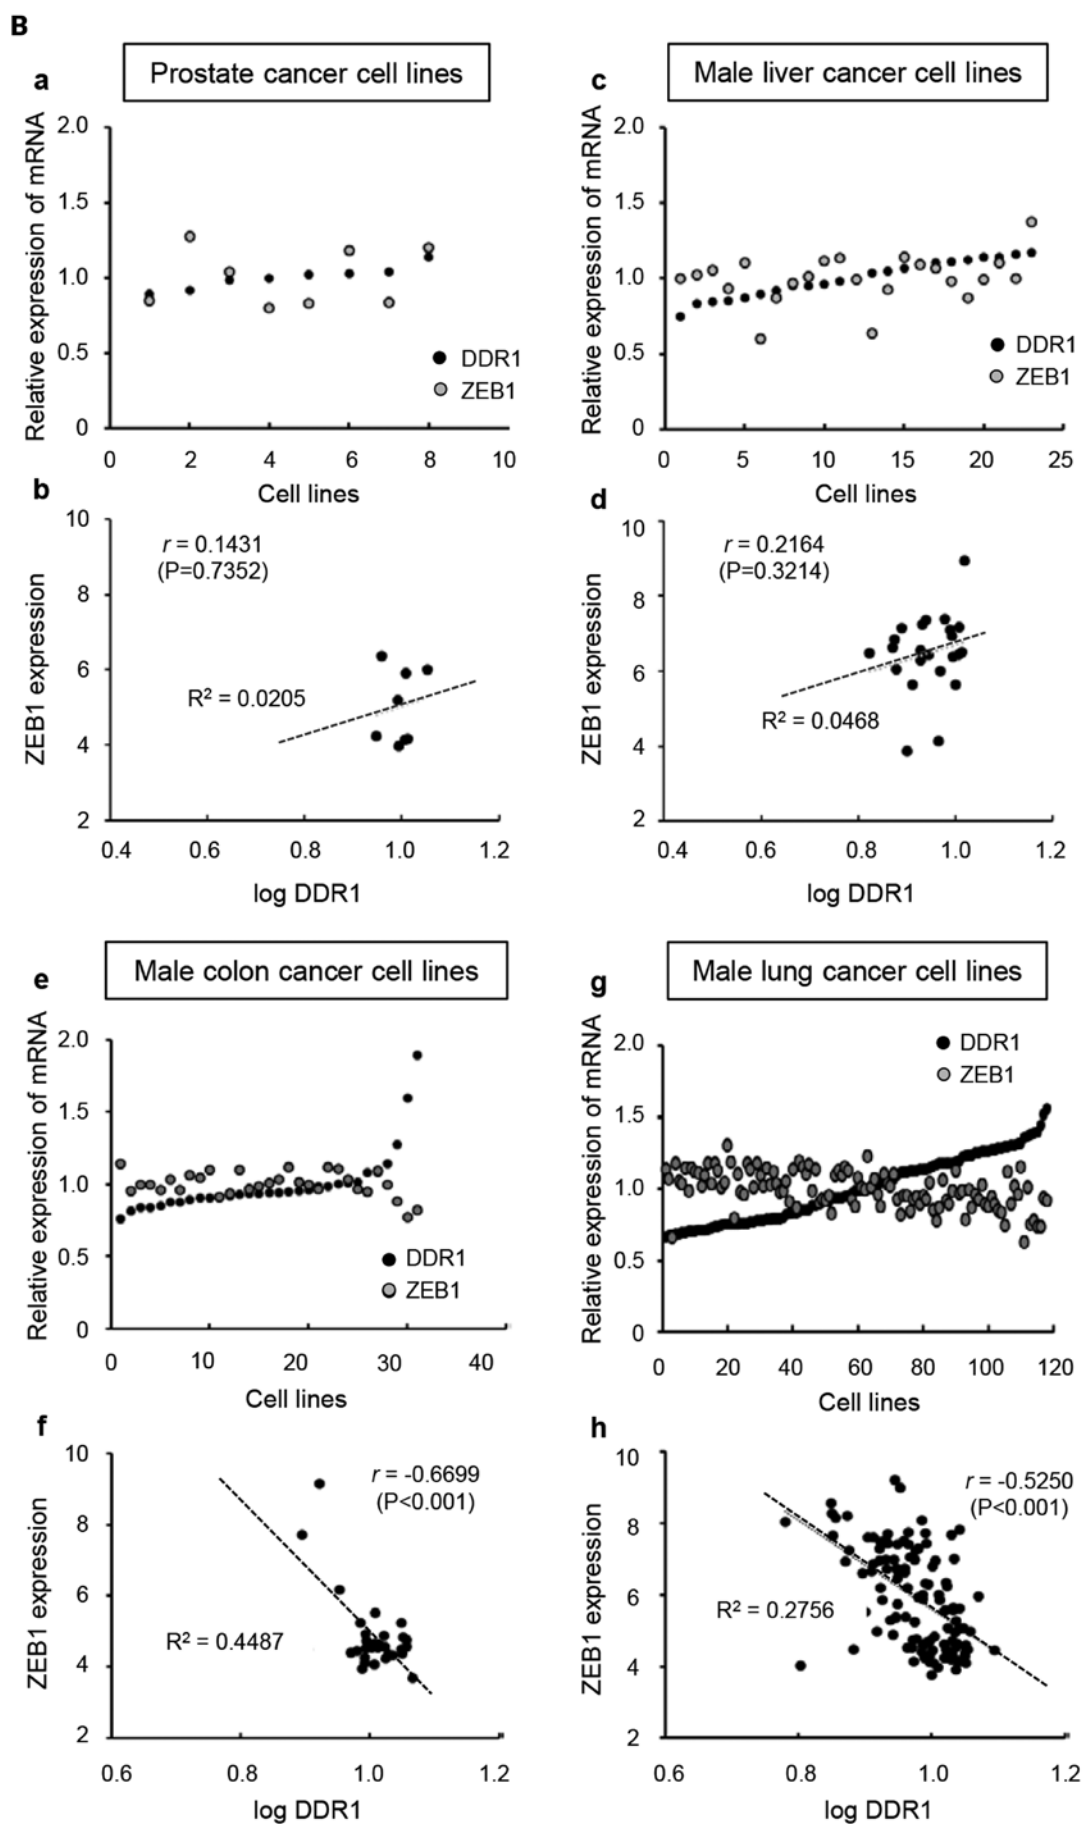 B
a
Prostate cancer cell lines
Relative expression of mRNA
2.0
1.5
1.0
0.5
0
DDR1
ZEB1
0 2 4 6 8 10
Cell lines
b
ZEB1 expression
10
8
6
4
2
r = 0.1431
(P=0.7352)
R² = 0.0205
0.4 0.6 0.8 1.0 1.2
log DDR1
c
Male liver cancer cell lines
Relative expression of mRNA
2.0
1.5
1.0
0.5
0
DDR1
ZEB1
0 5 10 15 20 25
Cell lines
d
ZEB1 expression
10
8
6
4
2
r = 0.2164
(P=0.3214)
R² = 0.0468
0.4 0.6 0.8 1.0 1.2
log DDR1
e
Male colon cancer cell lines
Relative expression of mRNA
2.0
1.5
1.0
0.5
0
DDR1
ZEB1
0 10 20 30 40
Cell lines
f
ZEB1 expression
10
8
6
4
2
r = -0.6699
(P<0.001)
R² = 0.4487
0.6 0.8 1.0 1.2
log DDR1
g
Male lung cancer cell lines
Relative expression of mRNA
2.0
1.5
1.0
0.5
0
DDR1
ZEB1
0 20 40 60 80 100 120
Cell lines
h
ZEB1 expression
10
8
6
4
2
r = -0.5250
(P<0.001)
R² = 0.2756
0.6 0.8 1.0 1.2
log DDR1